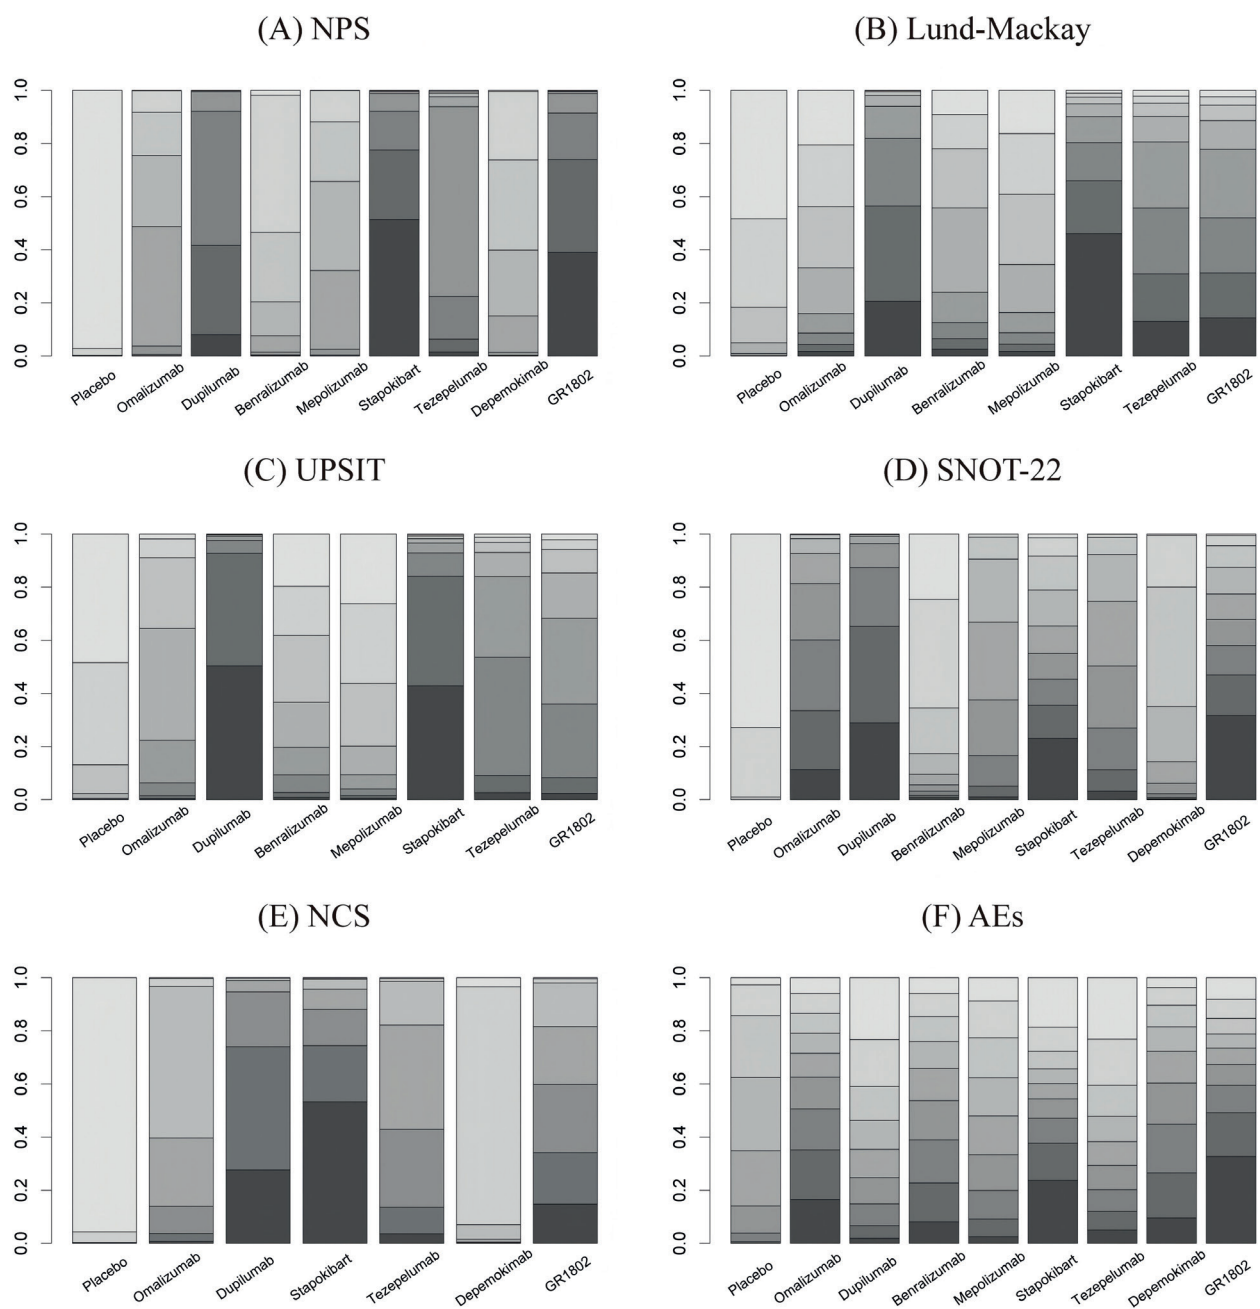 (A) NPS
1.0
0.8
0.6
0.4
0.2
0.0
Placebo
Omalizumab
Dupilumab
Benralizumab
Mepolizumab
Stapokibart
Tezepelumab
Depemokimab
GR1802
(B) Lund-Mackay
1.0
0.8
0.6
0.4
0.2
0.0
Placebo
Omalizumab
Dupilumab
Benralizumab
Mepolizumab
Stapokibart
Tezepelumab
GR1802
(C) UPSIT
1.0
0.8
0.6
0.4
0.2
0.0
Placebo
Omalizumab
Dupilumab
Benralizumab
Mepolizumab
Stapokibart
Tezepelumab
GR1802
(D) SNOT-22
1.0
0.8
0.6
0.4
0.2
0.0
Placebo
Omalizumab
Dupilumab
Benralizumab
Mepolizumab
Stapokibart
Tezepelumab
Depemokimab
GR1802
(E) NCS
1.0
0.8
0.6
0.4
0.2
0.0
Placebo
Omalizumab
Dupilumab
Slapokibart
Tezepelumab
Depemokimab
GR1802
(F) AEs
1.0
0.8
0.6
0.4
0.2
0.0
Placebo
Omalizumab
Dupilumab
Benralizumab
Mepolizumab
Stapokibart
Tezepelumab
Depemokimab
GR1802